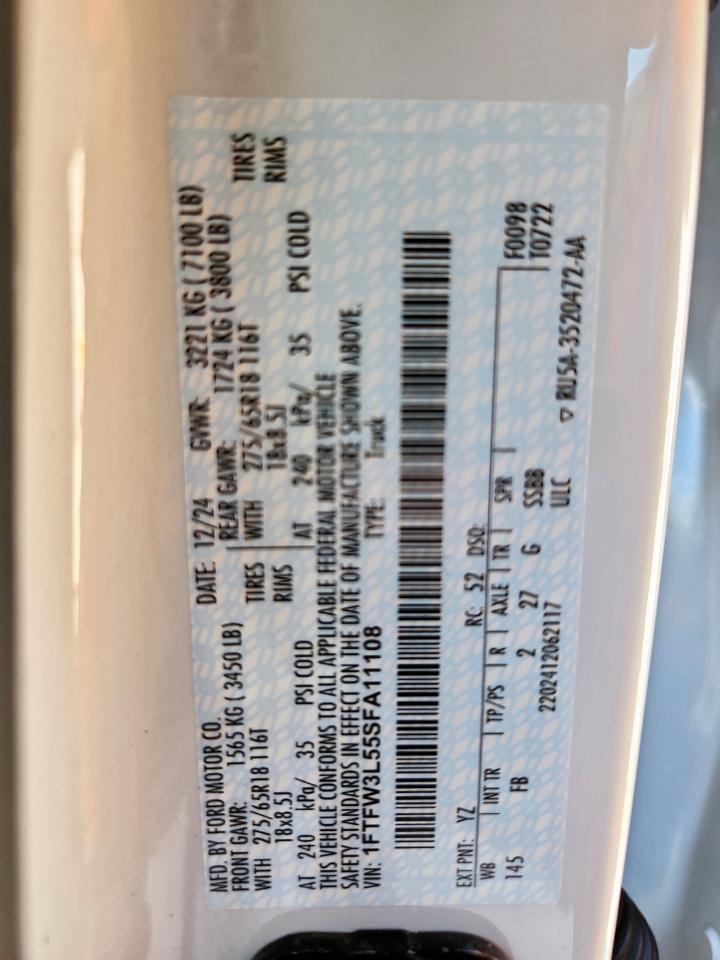 MFD. BY FORD MOTOR CO. DATE: 12/24 GVWR: 3221 KG ( 7100 LB)
FRONT GAWR: 1565 KG ( 3450 LB) REAR GAWR: 1724 KG ( 3800 LB)
WITH 275/65R18 116T TIRES WITH 275/65R18 116T TIRES
18x8.5J RIMS 18x8.5J RIMS
AT 240 kPa/ 35 PSI COLD AT 240 kPa/ 35 PSI COLD
THIS VEHICLE CONFORMS TO ALL APPLICABLE FEDERAL MOTOR VEHICLE
SAFETY STANDARDS IN EFFECT ON THE DATE OF MANUFACTURE SHOWN ABOVE.
VIN: 1FTFW3L55SFA11108 TYPE: Truck
EXT PNT: YZ RC: 52 DSO:
WB INT TR TP/PS R AXLE TR SPR F0098
145 FB 2 27 G SSBB T0722
2202412062117 ULC
▽ RU5A-3520472-AA